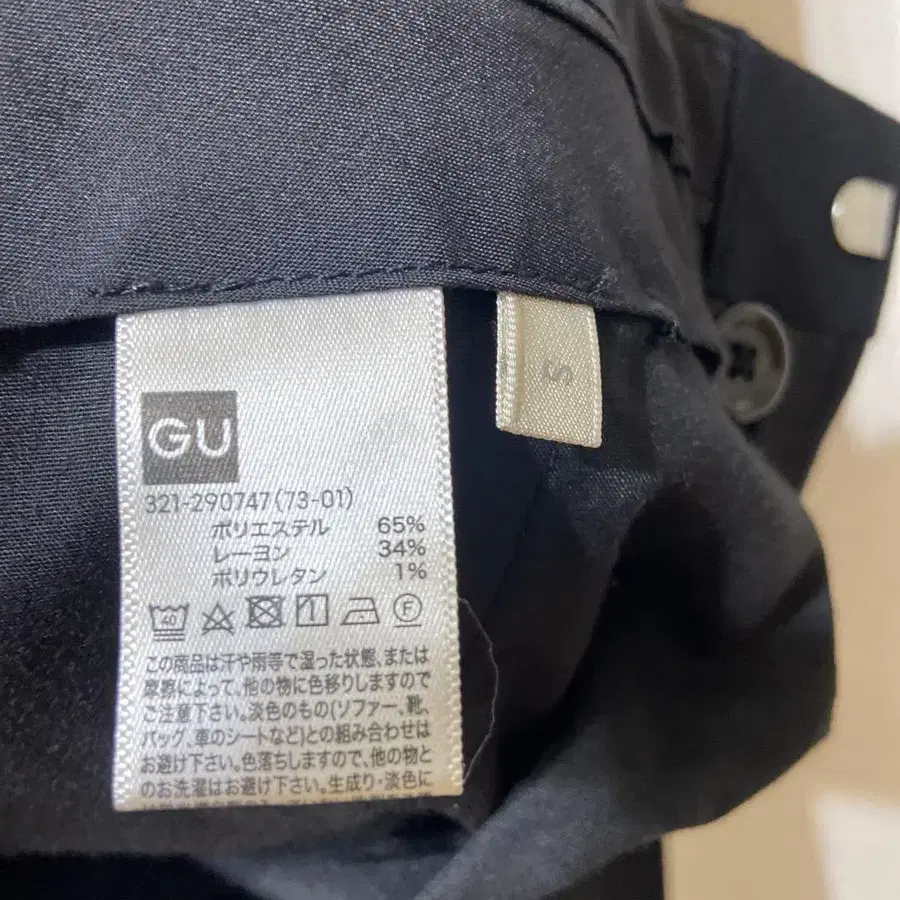 GU
321-290747(73-01)
ポリエステル 65%
レーヨン 34%
ポリウレタン 1%
40
F
この商品は汗や雨等で湿った状態、または
摩擦によって、他の物に色移りしますので
ご注意下さい。淡色のもの(ソファー、靴、
バッグ、車のシートなど)との組み合わせは
お避け下さい。色落ちしますので、他の物と
のお洗濯はお避け下さい。生成り・淡色に
S